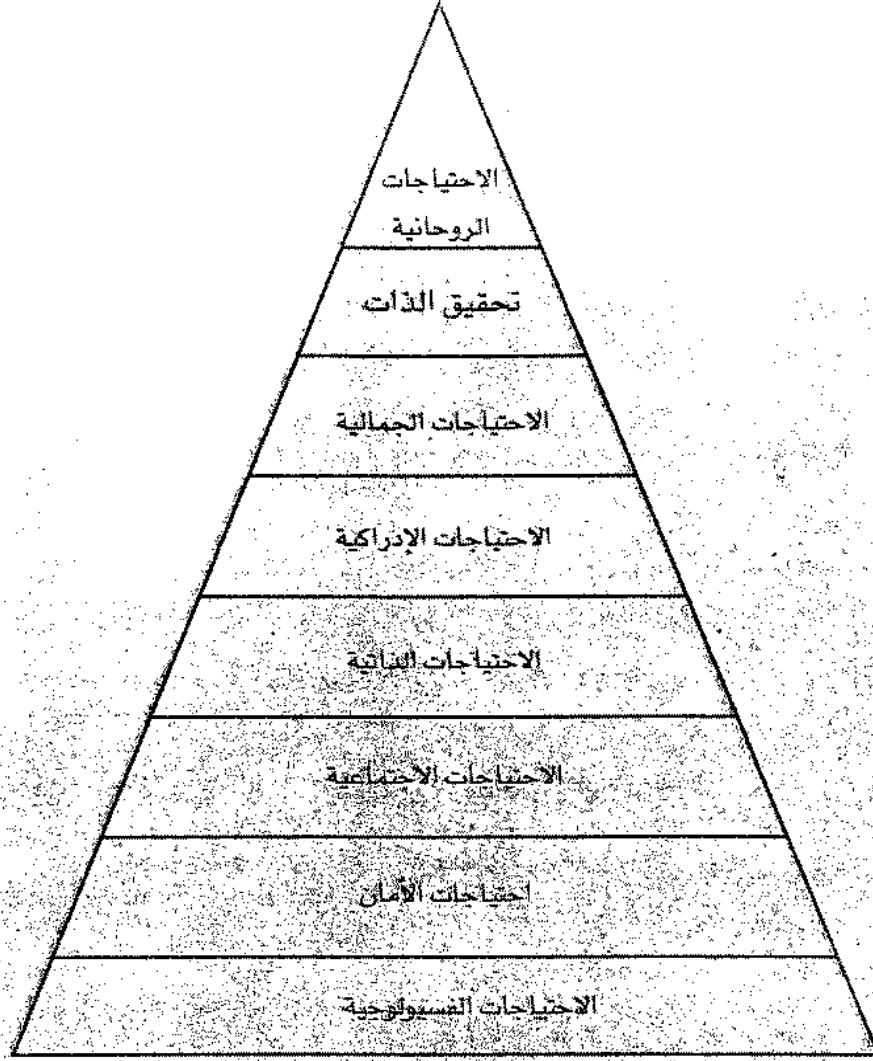 الاحتياجات
الروحانية
تحقيق الذات
الاحتياجات الجمالية
الاحتياجات الإدراكية
الاحتياجات الذاتية
الاحتياجات الاجتماعية
احتياجات الأمان
الاحتياجات الفسيولوجية